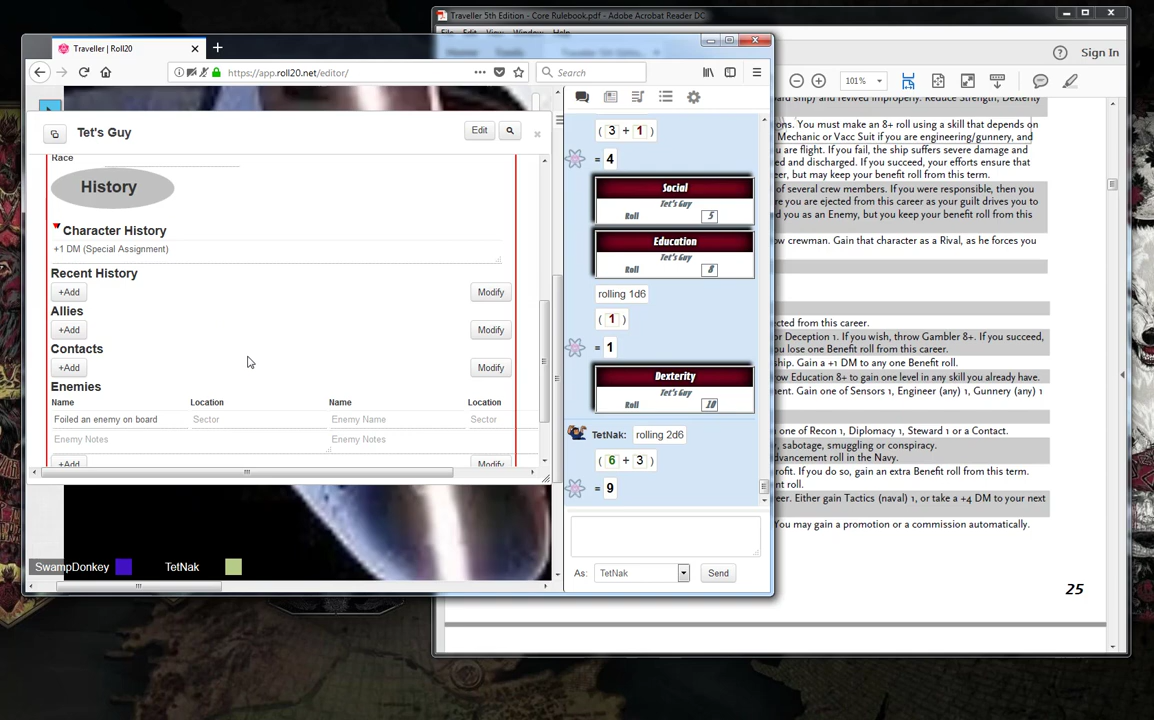 Traveller 5th Edition - Core Rulebook.pdf - Adobe Acrobat Reader DC
File Edit View Window Help
Home
Tools
Sign In
101%
Traveller | Roll20
https://app.roll20.net/editor/
Search
Tet's Guy
Edit
Race
History
Character History
+1 DM (Special Assignment)
Recent History
+Add
Modify
Allies
+Add
Modify
Contacts
+Add
Modify
Enemies
Name
Location
Name
Location
Foiled an enemy on board
Sector
Enemy Name
Sector
Enemy Notes
Enemy Notes
+Add
Modify
SwampDonkey
TetNak
( 3 + 1 )
= 4
Social
Tet's Guy
Roll 5
Education
Tet's Guy
Roll 8
rolling 1d6
( 1 )
= 1
Dexterity
Tet's Guy
Roll 10
TetNak: rolling 2d6
( 6 + 3 )
= 9
As: TetNak
Send
ard ship) and revived improperly. Reduce Strength, Dexterity
ons. You must make an 8+ roll using a skill that depends on
Mechanic or Vacc Suit if you are engineering/gunnery, and
u are flight. If you fail, the ship suffers severe damage and
ed and discharged. If you succeed, your efforts ensure that
eer, but may keep your benefit roll from this term.
of several crew members. If you were responsible, then you
re you are ejected from this career as your guilt drives you to
d you as an Enemy, but you keep your benefit roll from this
ow crewman. Gain that character as a Rival, as he forces you
cted from this career.
or Deception 1. If you wish, throw Gambler 8+. If you succeed,
u lose one Benefit roll from this career.
ship. Gain a +1 DM to any one Benefit roll.
ow Education 8+ to gain one level in any skill you already have.
ent. Gain one of Sensors 1, Engineer (any) 1, Gunnery (any) 1
one of Recon 1, Diplomacy 1, Steward 1 or a Contact.
, sabotage, smuggling or conspiracy.
dvancement roll in the Navy.
rofit. If you do so, gain an extra Benefit roll from this term.
nt roll.
eer. Either gain Tactics (naval) 1, or take a +4 DM to your next
You may gain a promotion or a commission automatically.
25